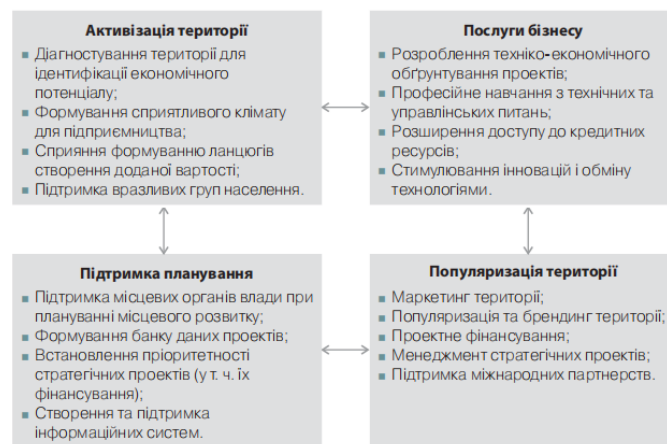 Активізація території
▪ Діагностування території для
ідентифікації економічного
потенціалу;
▪ Формування сприятливого клімату
для підприємництва;
▪ Сприяння формуванню ланцюгів
створення доданої вартості;
▪ Підтримка вразливих груп населення.
Послуги бізнесу
▪ Розроблення техніко-економічного
обґрунтування проектів;
▪ Професійне навчання з технічних та
управлінських питань;
▪ Розширення доступу до кредитних
ресурсів;
▪ Стимулювання інновацій і обміну
технологіями.
Підтримка планування
▪ Підтримка місцевих органів влади при
плануванні місцевого розвитку;
▪ Формування банку даних проектів;
▪ Встановлення пріоритетності
стратегічних проектів (у т. ч. їх
фінансування);
▪ Створення та підтримка
інформаційних систем.
Популяризація території
▪ Маркетинг території;
▪ Популяризація та брендинг території;
▪ Проектне фінансування;
▪ Менеджмент стратегічних проектів;
▪ Підтримка міжнародних партнерств.